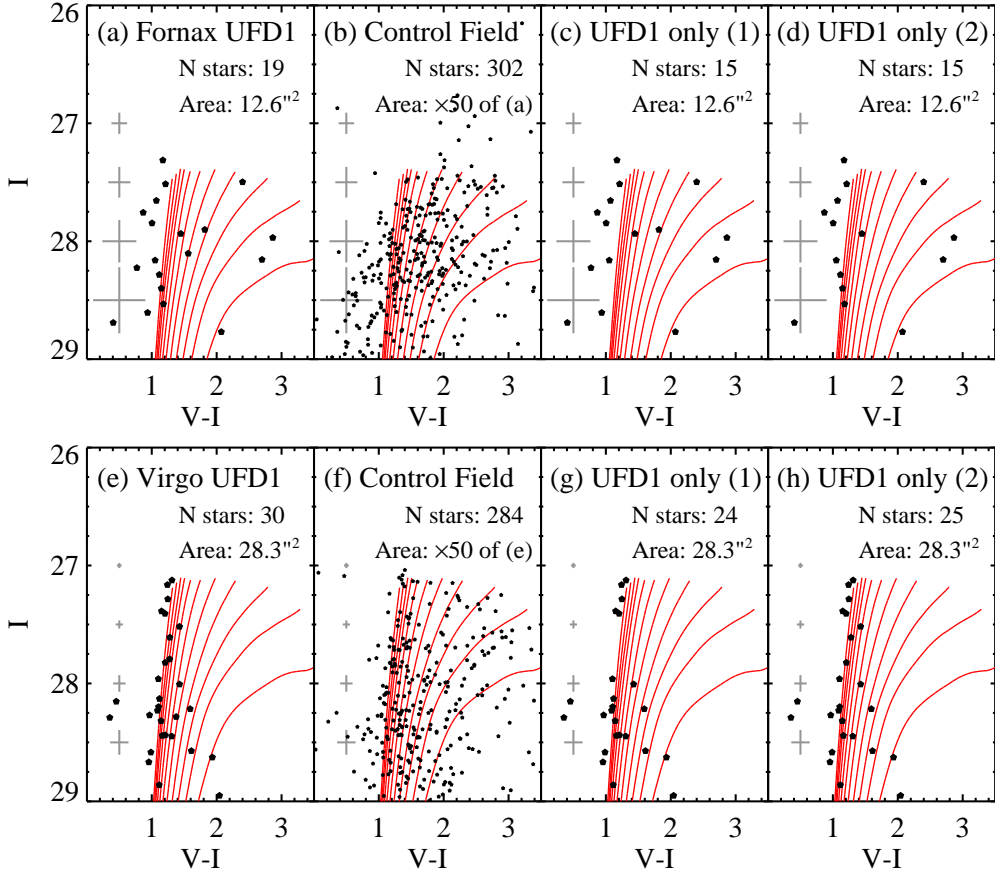 (a) Fornax UFD1
N stars: 19
Area: 12.6"²
(b) Control Field
N stars: 302
Area: ×50 of (a)
(c) UFD1 only (1)
N stars: 15
Area: 12.6"²
(d) UFD1 only (2)
N stars: 15
Area: 12.6"²
26
27
28
29
I
1 2 3
1 2 3
1 2 3
1 2 3
V-I
V-I
V-I
V-I
(e) Virgo UFD1
N stars: 30
Area: 28.3"²
(f) Control Field
N stars: 284
Area: ×50 of (e)
(g) UFD1 only (1)
N stars: 24
Area: 28.3"²
(h) UFD1 only (2)
N stars: 25
Area: 28.3"²
26
27
28
29
I
1 2 3
1 2 3
1 2 3
1 2 3
V-I
V-I
V-I
V-I